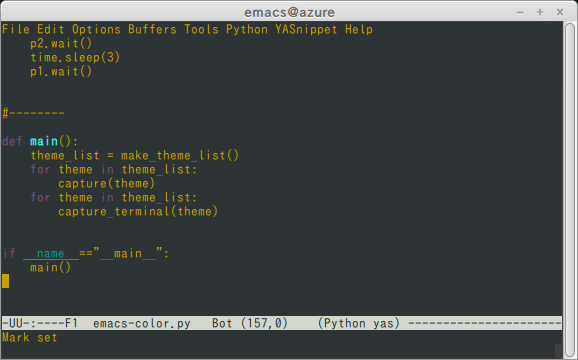 emacs@azure
File Edit Options Buffers Tools Python YASnippet Help
    p2.wait()
    time.sleep(3)
    p1.wait()
#--------
def main():
    theme_list = make_theme_list()
    for theme in theme_list:
        capture(theme)
    for theme in theme_list:
        capture_terminal(theme)
if __name__=="__main__":
    main()
-UU-:----F1  emacs-color.py   Bot (157,0)    (Python yas) ----------------------
Mark set